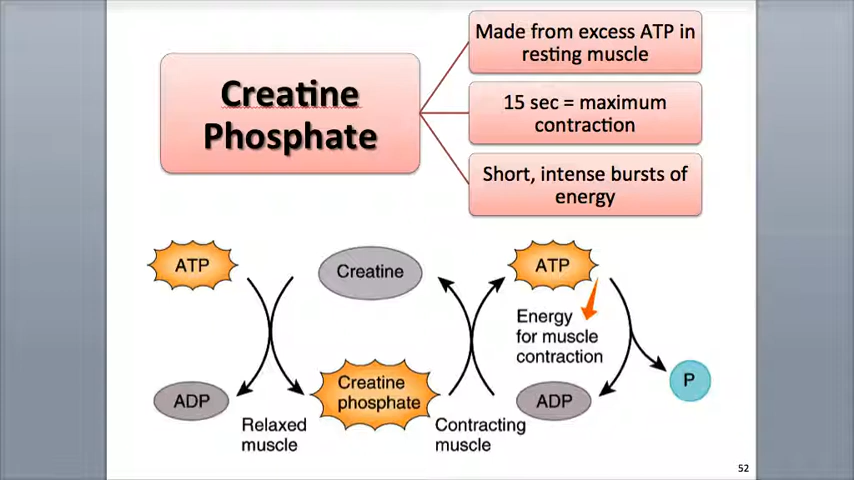 Creatine
Phosphate
Made from excess ATP in
resting muscle
15 sec = maximum
contraction
Short, intense bursts of
energy
ATP
Creatine
ATP
Energy
for muscle
contraction
P
ADP
Creatine
phosphate
ADP
Relaxed
muscle
Contracting
muscle
52